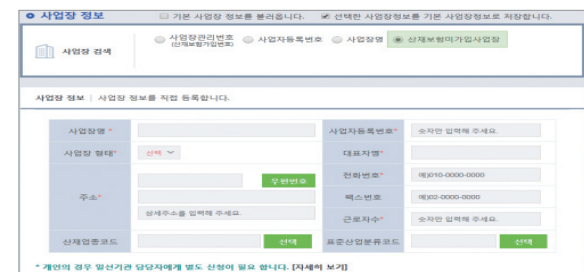 사업장 정보 기본 사업장 정보를 불러옵니다. 선택한 사업장정보를 기본 사업장정보로 저장합니다.
사업장 검색 사업장관리번호 사업자등록번호 사업장명 산재보험미가입사업장
(산재보험가입번호)
사업장 정보 | 사업장 정보를 직접 등록합니다.
사업장명 * 사업자등록번호* 숫자만 입력해 주세요.
사업장 형태* 선택 대표자명*
주소* 우편번호 전화번호* 예)010-0000-0000
팩스번호 예)02-0000-0000
상세주소를 입력해 주세요. 근로자수* 숫자만 입력해 주세요.
산재업종코드 선택 표준산업분류코드 선택
* 개인의 경우 일선기관 담당자에게 별도 신청이 필요 합니다. [자세히 보기]